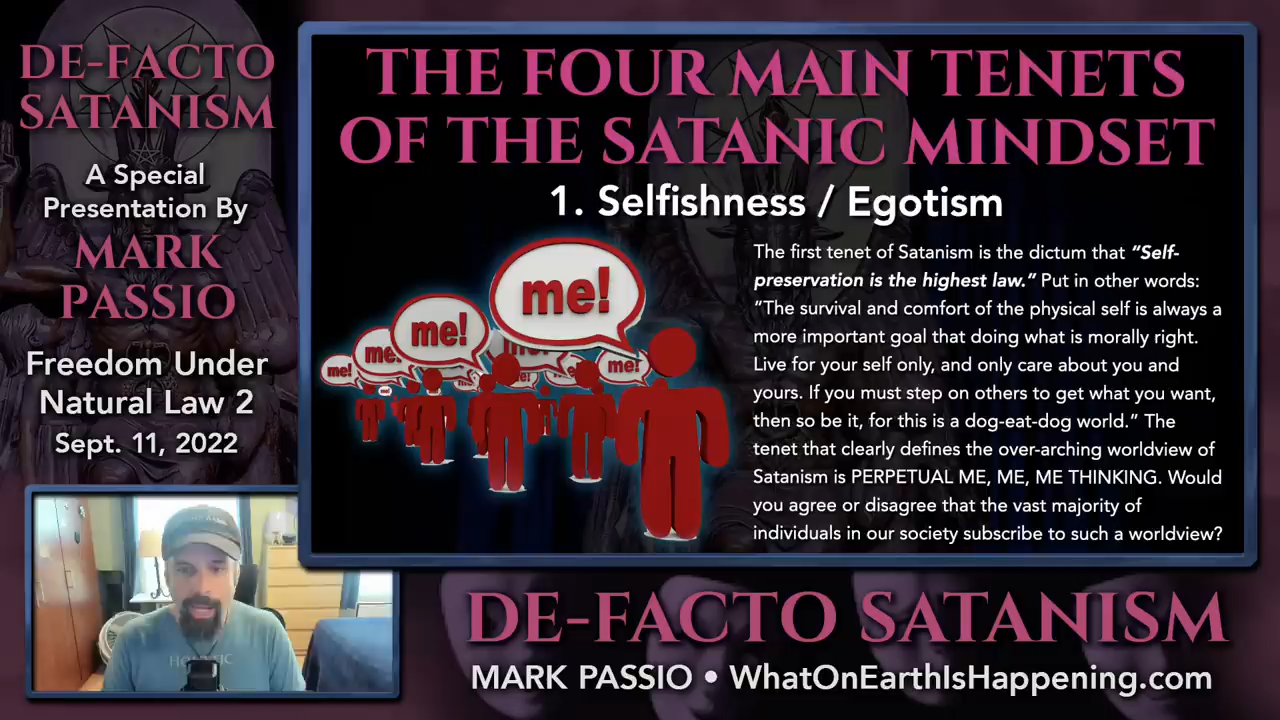 DE-FACTO
SATANISM
A Special
Presentation By
MARK
PASSIO
Freedom Under
Natural Law 2
Sept. 11, 2022
THE FOUR MAIN TENETS
OF THE SATANIC MINDSET
1. Selfishness / Egotism
me!
me!
me!
me!
me!
The first tenet of Satanism is the dictum that “Self-
preservation is the highest law.” Put in other words:
“The survival and comfort of the physical self is always a
more important goal that doing what is morally right.
Live for your self only, and only care about you and
yours. If you must step on others to get what you want,
then so be it, for this is a dog-eat-dog world.” The
tenet that clearly defines the over-arching worldview of
Satanism is PERPETUAL ME, ME, ME THINKING. Would
you agree or disagree that the vast majority of
individuals in our society subscribe to such a worldview?
DE-FACTO SATANISM
MARK PASSIO • WhatOnEarthIsHappening.com